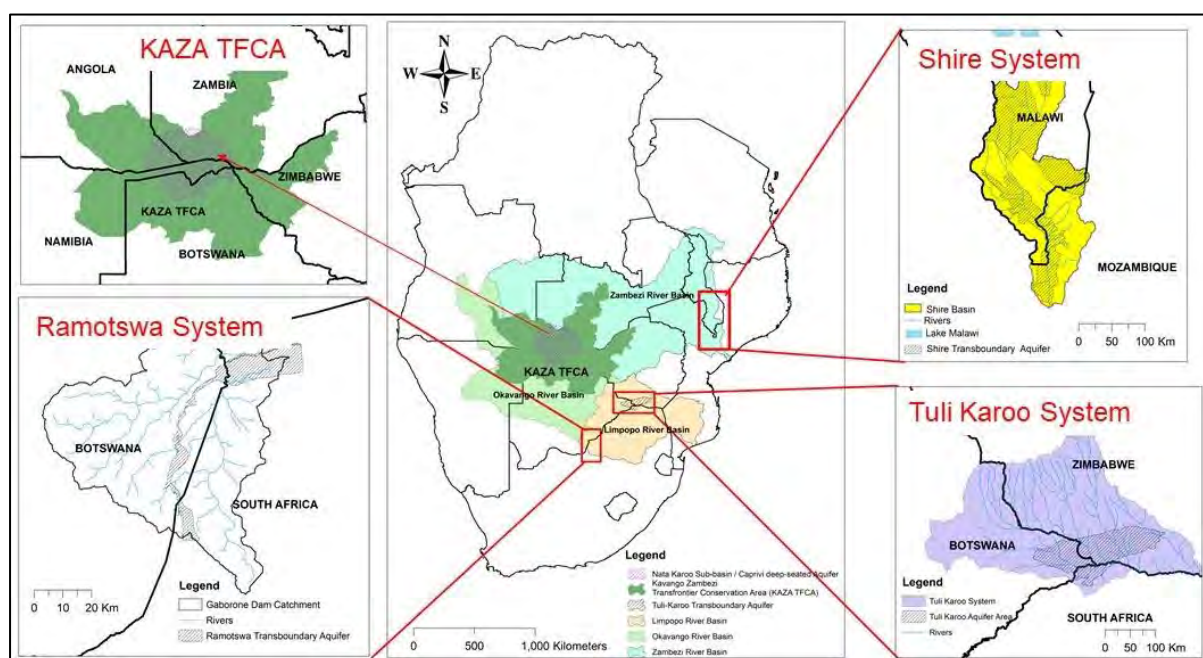 KAZA TFCA
ANGOLA
ZAMBIA
ZIMBABWE
KAZA TFCA
NAMIBIA
BOTSWANA
Ramotswa System
BOTSWANA
SOUTH AFRICA
Legend
Gaborone Dam Catchment
Rivers
Ramotswa Transboundary Aquifer
0 10 20 Km
N
W E
S
Zambezi River Basin
KAZA TFCA
Okavango River Basin
Limpopo River Basin
Legend
Nata Karoo Sub-basin / Caprivi deep-seated Aquifer
Kavango Zambezi
Transfrontier Conservation Area (KAZA TFCA)
Tuli-Karoo Transboundary Aquifer
Limpopo River Basin
Okavango River Basin
Zambezi River Basin
0 500 1,000 Kilometers
Shire System
MALAWI
MOZAMBIQUE
Legend
Shire Basin
Rivers
Lake Malawi
Shire Transboundary Aquifer
0 50 100 Km
Tuli Karoo System
ZIMBABWE
BOTSWANA
SOUTH AFRICA
Legend
Tuli Karoo System
Tuli Karoo Aquifer Area
Rivers
0 50 100 Km